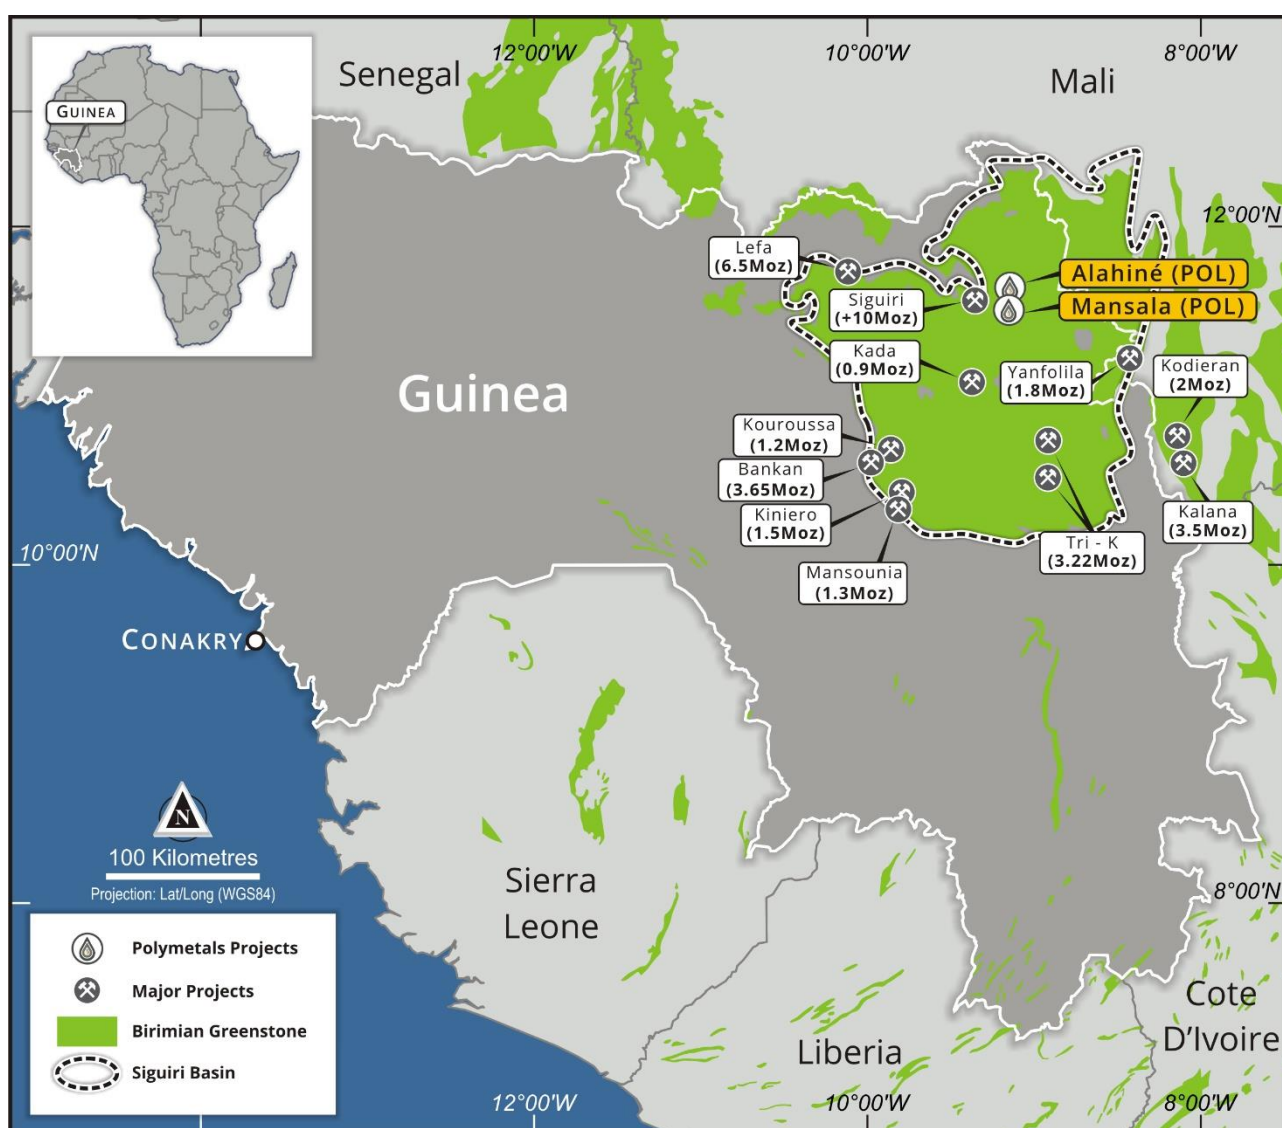 12°00'W
10°00'W
8°00'W
Senegal
Mali
GUINEA
12°00'N
Lefa
(6.5Moz)
Alahiné (POL)
Siguiri
(+10Moz)
Mansala (POL)
Kada
(0.9Moz)
Yanfolila
(1.8Moz)
Kodieran
(2Moz)
Guinea
Kouroussa
(1.2Moz)
Bankan
(3.65Moz)
Kiniero
(1.5Moz)
Kalana
(3.5Moz)
Tri - K
(3.22Moz)
10°00'N
Mansounia
(1.3Moz)
CONAKRY
N
100 Kilometres
Projection: Lat/Long (WGS84)
Sierra
Leone
8°00'N
Polymetals Projects
Major Projects
Birimian Greenstone
Siguiri Basin
Cote
D'Ivoire
Liberia
12°00'W
10°00'W
8°00'W